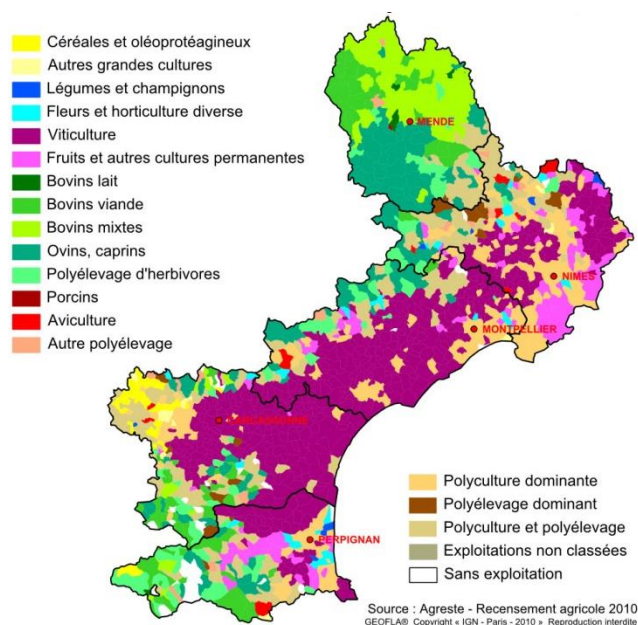 Céréales et oléoprotéagineux
Autres grandes cultures
Légumes et champignons
Fleurs et horticulture diverse
Viticulture
Fruits et autres cultures permanentes
Bovins lait
Bovins viande
Bovins mixtes
Ovins, caprins
Polyélevage d'herbivores
Porcins
Aviculture
Autre polyélevage
MENDE
NIMES
MONTPELLIER
CARCASSONNE
PERPIGNAN
Polyculture dominante
Polyélevage dominant
Polyculture et polyélevage
Exploitations non classées
Sans exploitation
Source : Agreste - Recensement agricole 2010
GEOFLA® Copyright « IGN - Paris - 2010 » Reproduction interdite